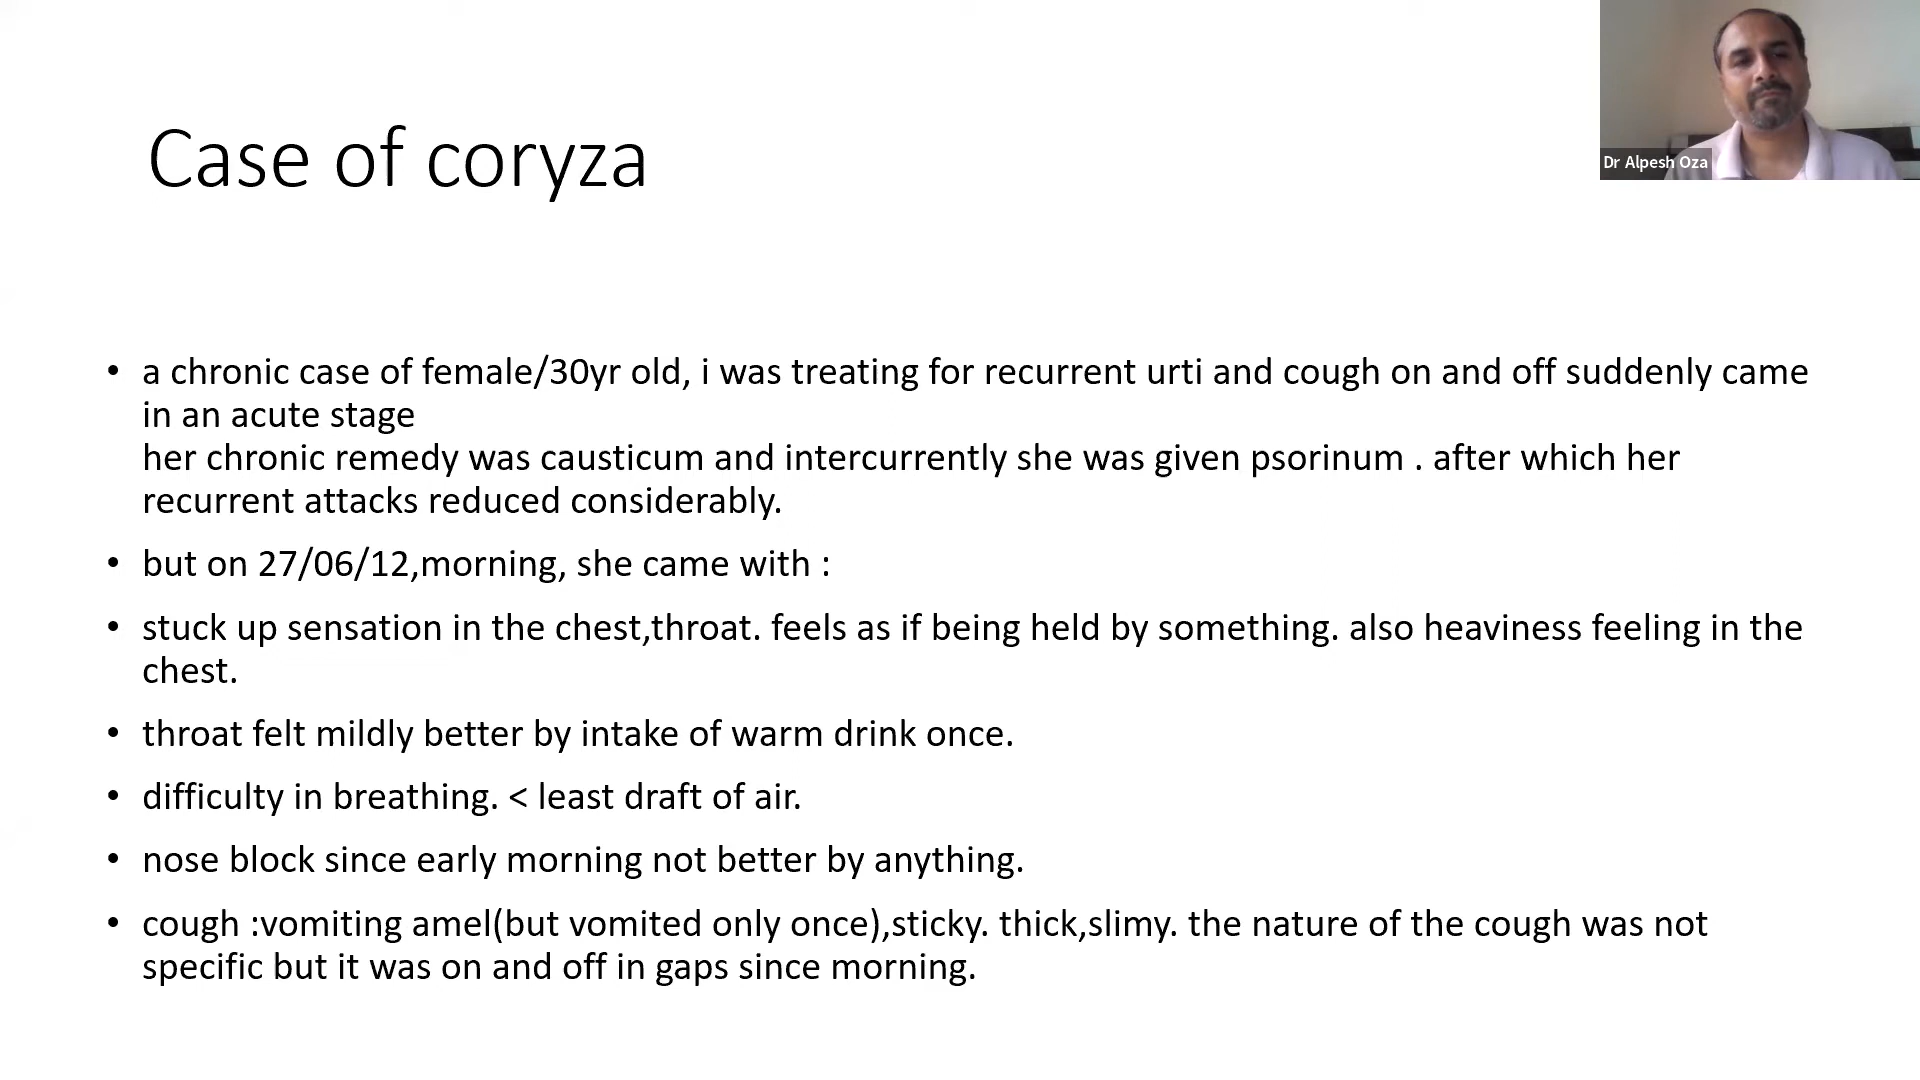 Dr Alpesh Oza
Case of coryza
• a chronic case of female/30yr old, i was treating for recurrent urti and cough on and off suddenly came
in an acute stage
her chronic remedy was causticum and intercurrently she was given psorinum . after which her
recurrent attacks reduced considerably.
• but on 27/06/12,morning, she came with :
• stuck up sensation in the chest,throat. feels as if being held by something. also heaviness feeling in the
chest.
• throat felt mildly better by intake of warm drink once.
• difficulty in breathing. < least draft of air.
• nose block since early morning not better by anything.
• cough :vomiting amel(but vomited only once),sticky. thick,slimy. the nature of the cough was not
specific but it was on and off in gaps since morning.